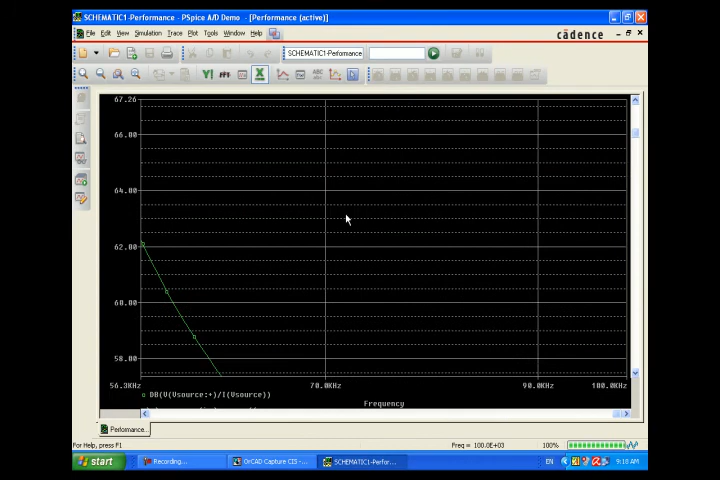 SCHEMATIC1-Performance - PSpice A/D Demo - [Performance (active)]
File Edit View Simulation Trace Plot Tools Window Help
cādence
SCHEMATIC1-Performance
ABC
67.26
66.00
64.00
62.00
60.00
58.00
56.3KHz 70.0KHz 90.0KHz 100.0KHz
DB(V(Vsource:+)/I(Vsource))
Frequency
Performance...
For Help, press F1 Freq = 100.0E+03 100%
start Recording... OrCAD Capture CIS -... SCHEMATIC1-Perfor... EN 9:18 AM